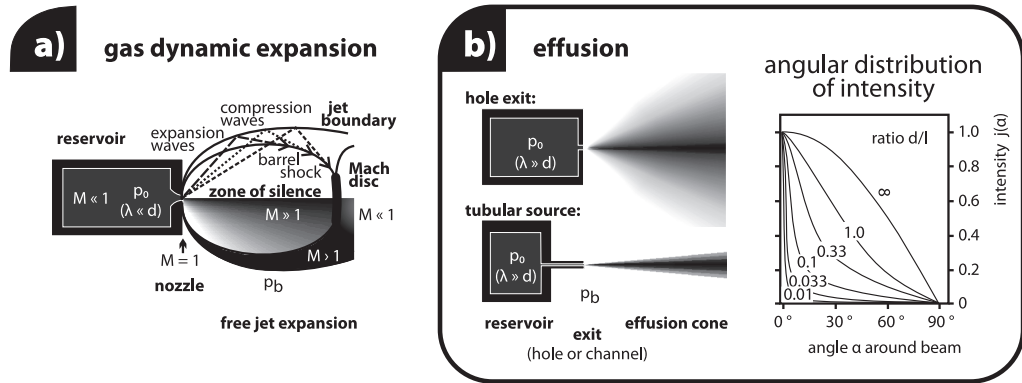 a)
gas dynamic expansion
compression
waves
jet
boundary
expansion
waves
reservoir
barrel
shock
Mach
disc
zone of silence
M « 1
p₀
(λ « d)
M » 1
M « 1
M › 1
M = 1
nozzle
p_b
free jet expansion
b)
effusion
hole exit:
p₀
(λ » d)
tubular source:
p₀
(λ » d)
p_b
reservoir
exit
(hole or channel)
effusion cone
angular distribution
of intensity
ratio d/l
∞
1.0
0.33
0.1
0.033
0.01
1.0
0.8
0.6
0.4
0.2
0
intensity j(α)
0 °
30 °
60 °
90 °
angle α around beam